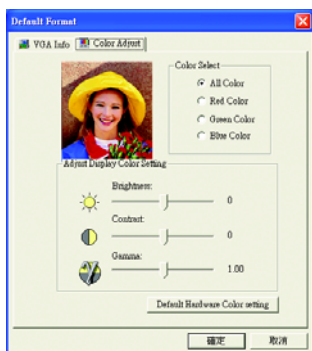 Default Format
VGA Info
Color Adjust
Color Select
All Color
Red Color
Green Color
Blue Color
Adjust Display Color Setting
Brightness:
0
Contrast:
0
Gamma:
1.00
Default Hardware Color setting
確定
取消